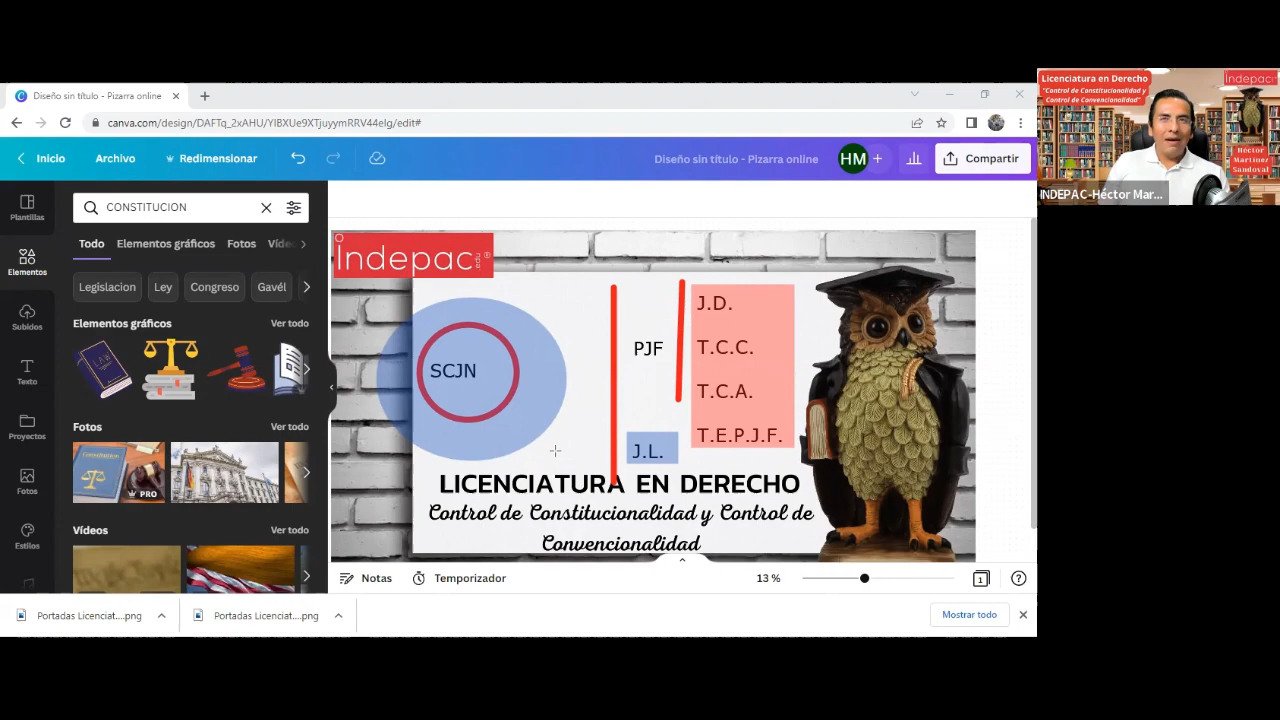 Diseño sin título - Pizarra online
canva.com/design/DAFTq_2xAHU/YlBXUe9XTjuyymRRV44eIg/edit#
Inicio
Archivo
Redimensionar
Diseño sin título - Pizarra online
HM
Compartir
Plantillas
Elementos
Subidos
Texto
Proyectos
Fotos
Estilos
CONSTITUCION
Todo
Elementos gráficos
Fotos
Legislacion
Ley
Congreso
Gavél
Elementos gráficos
Ver todo
LAW
Fotos
Ver todo
PRO
Vídeos
Ver todo
indepac
SCJN
PJF
J.L.
J.D.
T.C.C.
T.C.A.
T.E.P.J.F.
LICENCIATURA EN DERECHO
Control de Constitucionalidad y Control de
Convencionalidad
Notas
Temporizador
13 %
1
Portadas Licenciat....png
Portadas Licenciat....png
Mostrar todo
Licenciatura en Derecho
"Control de Constitucionalidad y
Control de Convencionalidad"
indepac
Héctor
Martínez
Sandoval
INDEPAC-Héctor Mar...